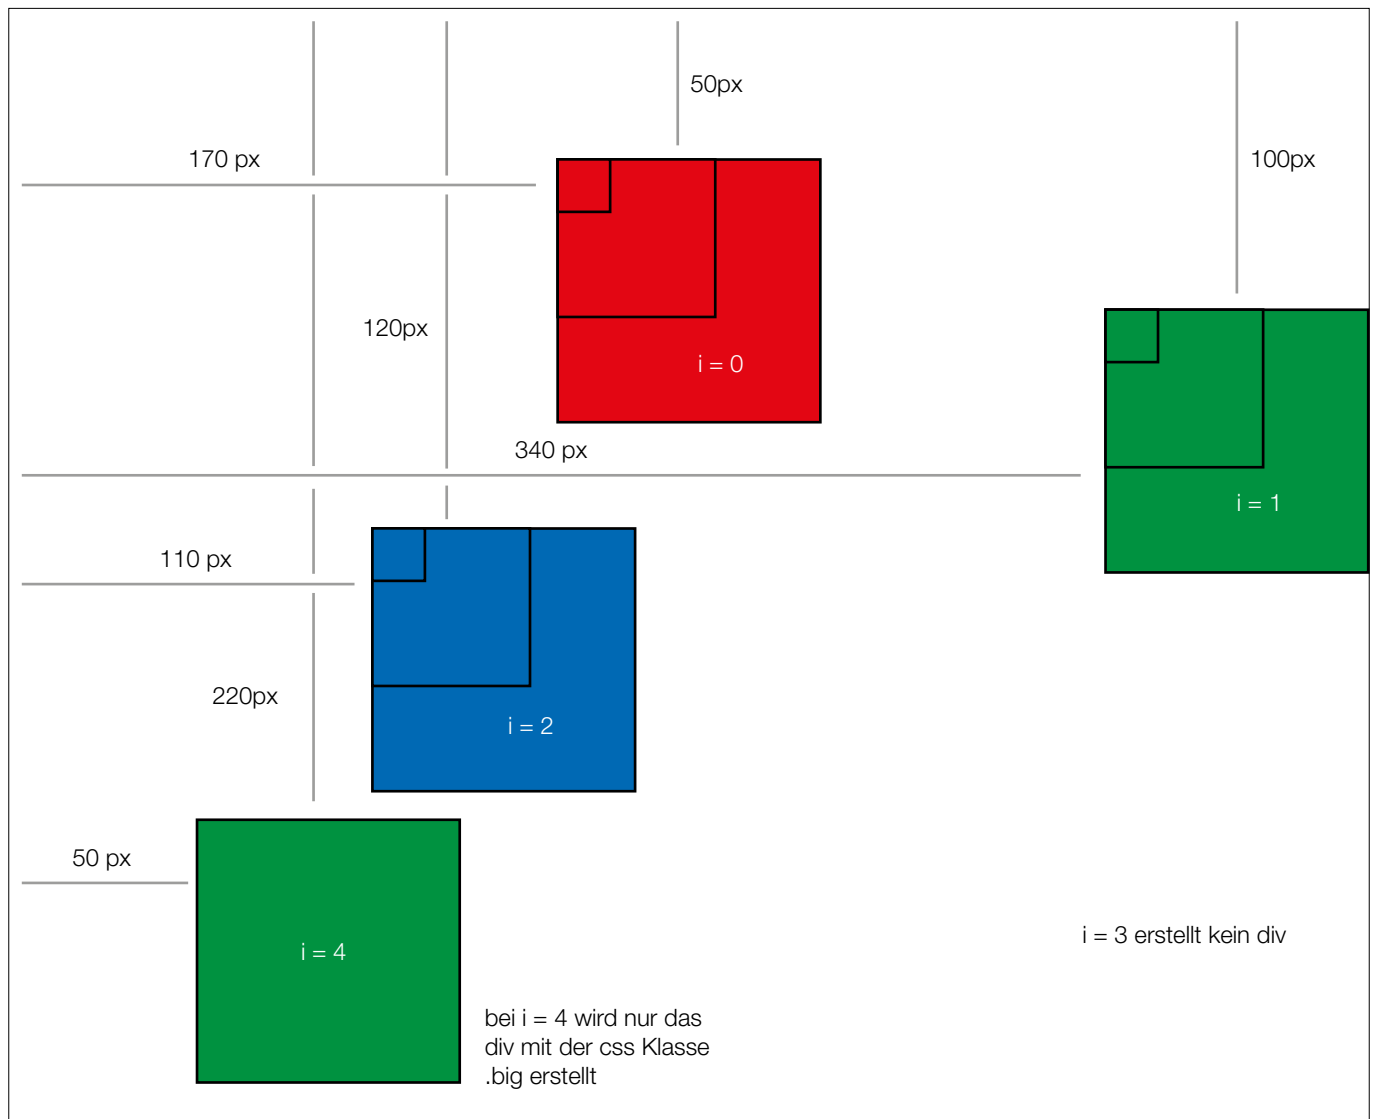 50px
170 px
100px
120px
i = 0
340 px
i = 1
110 px
220px
i = 2
50 px
i = 4
i = 3 erstellt kein div
bei i = 4 wird nur das
div mit der css Klasse
.big erstellt